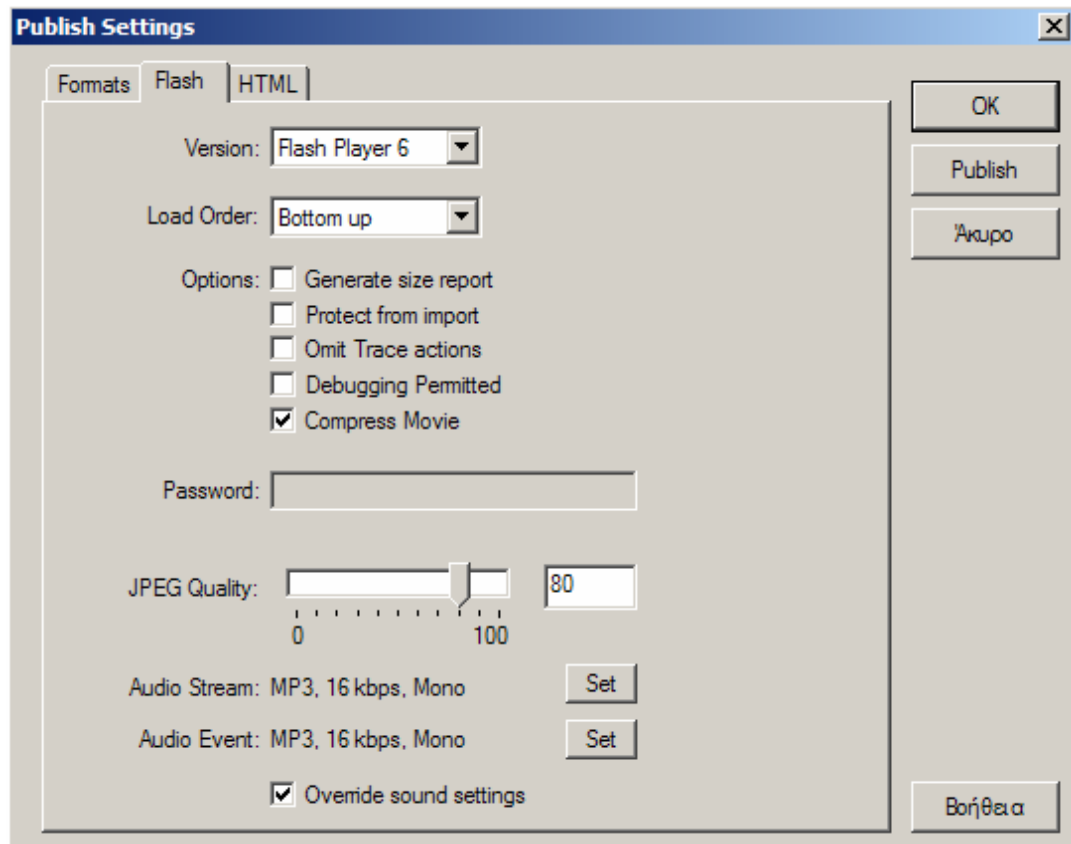 Publish Settings
Formats Flash HTML
OK
Version: Flash Player 6
Publish
Load Order: Bottom up
Άκυρο
Options: Generate size report
Protect from import
Omit Trace actions
Debugging Permitted
Compress Movie
Password:
JPEG Quality: 80
0 100
Audio Stream: MP3, 16 kbps, Mono Set
Audio Event: MP3, 16 kbps, Mono Set
Override sound settings
Βοήθεια